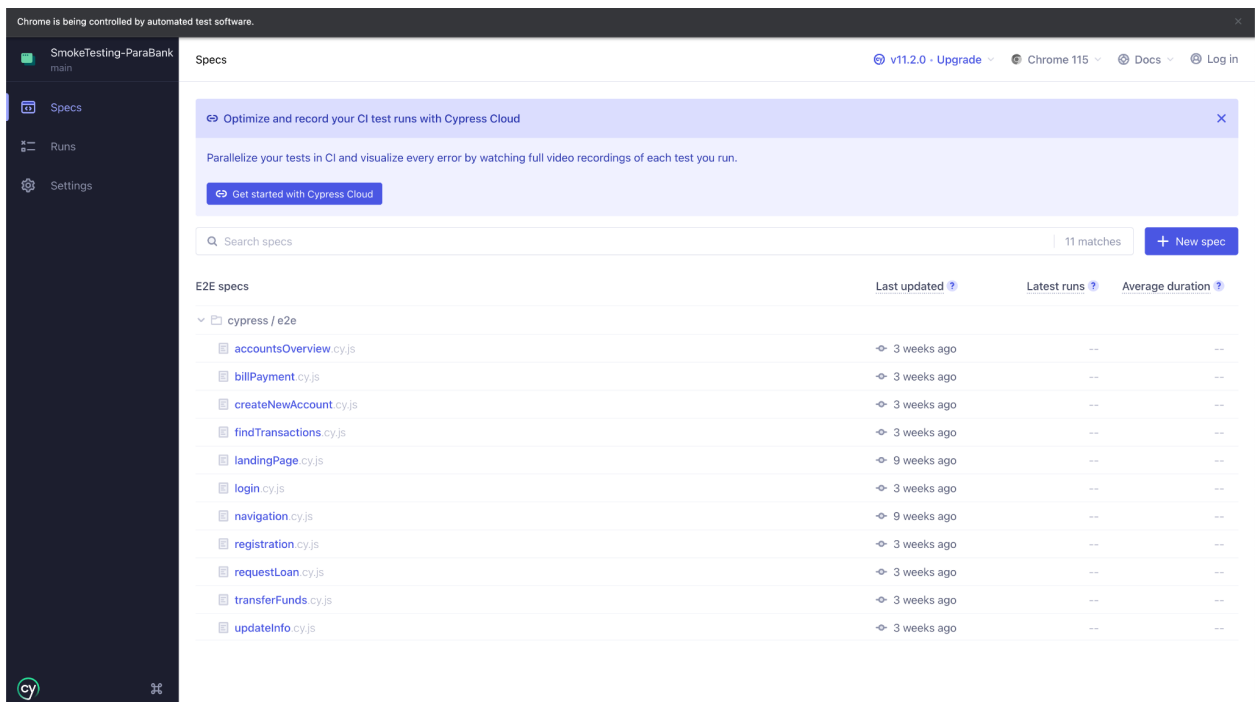 Chrome is being controlled by automated test software.
SmokeTesting-ParaBank
main
Specs
v11.2.0 • Upgrade
Chrome 115
Docs
Log in
Specs
Runs
Settings
Optimize and record your CI test runs with Cypress Cloud
Parallelize your tests in CI and visualize every error by watching full video recordings of each test you run.
Get started with Cypress Cloud
Search specs
11 matches
+ New spec
E2E specs
Last updated ?
Latest runs ?
Average duration ?
cypress / e2e
accountsOverview.cy.js 3 weeks ago -- --
billPayment.cy.js 3 weeks ago -- --
createNewAccount.cy.js 3 weeks ago -- --
findTransactions.cy.js 3 weeks ago -- --
landingPage.cy.js 9 weeks ago -- --
login.cy.js 3 weeks ago -- --
navigation.cy.js 9 weeks ago -- --
registration.cy.js 3 weeks ago -- --
requestLoan.cy.js 3 weeks ago -- --
transferFunds.cy.js 3 weeks ago -- --
updateInfo.cy.js 3 weeks ago -- --
cy
⌘